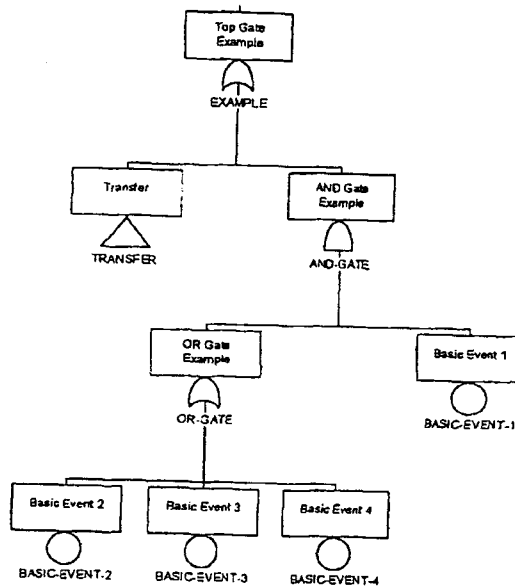 Top Gate
Example
EXAMPLE
Transfer
TRANSFER
AND Gate
Example
AND-GATE
OR Gate
Example
OR-GATE
Basic Event 1
BASIC-EVENT-1
Basic Event 2
BASIC-EVENT-2
Basic Event 3
BASIC-EVENT-3
Basic Event 4
BASIC-EVENT-4